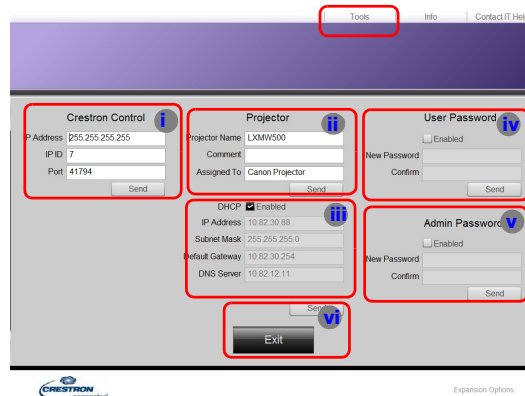 Tools Info Contact IT Hel
Crestron Control i
IP Address 255.255.255.255
IP ID 7
Port 41794
Send
Projector ii
Projector Name LXMW500
Comment
Assigned To Canon Projector
Send
DHCP Enabled iii
IP Address 10.82.30.88
Subnet Mask 255.255.255.0
Default Gateway 10.82.30.254
DNS Server 10.82.12.11
Send vi
Exit
User Password iv
Enabled
New Password
Confirm
Send
Admin Password v
Enabled
New Password
Confirm
Send
CRESTRON
Expansion Options